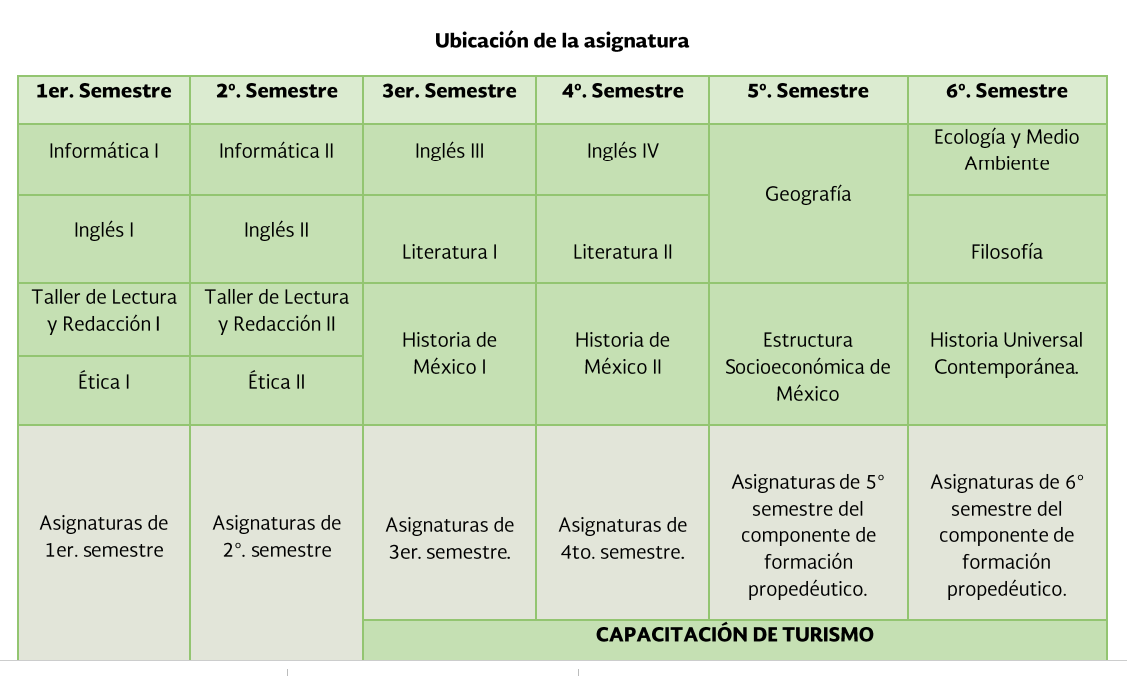 Ubicación de la asignatura
1er. Semestre
2º. Semestre
3er. Semestre
4º. Semestre
5º. Semestre
6º. Semestre
Informática I
Informática II
Inglés III
Inglés IV
Geografía
Ecología y Medio
Ambiente
Inglés I
Inglés II
Literatura I
Literatura II
Filosofía
Taller de Lectura
y Redacción I
Taller de Lectura
y Redacción II
Historia de
México I
Historia de
México II
Estructura
Socioeconómica de
México
Historia Universal
Contemporánea.
Ética I
Ética II
Asignaturas de
1er. semestre
Asignaturas de
2°. semestre
Asignaturas de
3er. semestre.
Asignaturas de
4to. semestre.
Asignaturas de 5°
semestre del
componente de
formación
propedéutico.
Asignaturas de 6°
semestre del
componente de
formación
propedéutico.
CAPACITACIÓN DE TURISMO